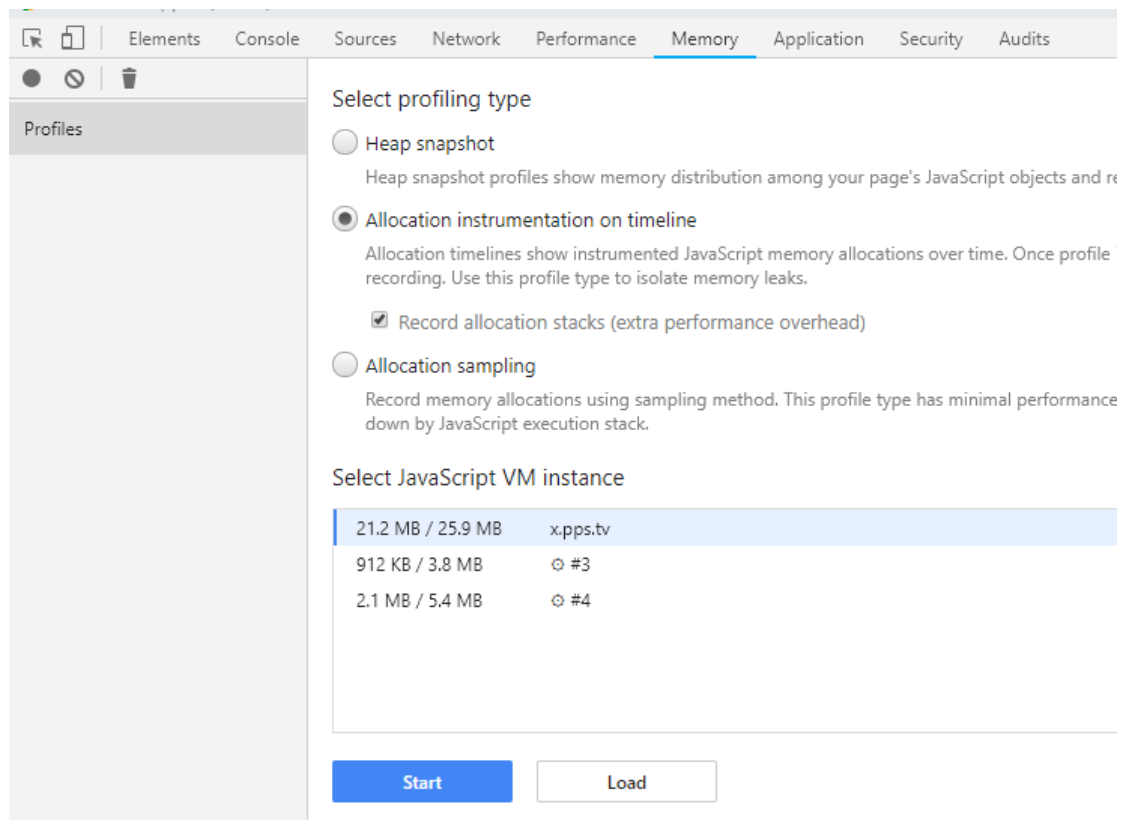 Elements Console Sources Network Performance Memory Application Security Audits
Profiles
Select profiling type
Heap snapshot
Heap snapshot profiles show memory distribution among your page's JavaScript objects and
Allocation instrumentation on timeline
Allocation timelines show instrumented JavaScript memory allocations over time. Once profile
recording. Use this profile type to isolate memory leaks.
Record allocation stacks (extra performance overhead)
Allocation sampling
Record memory allocations using sampling method. This profile type has minimal performance
down by JavaScript execution stack.
Select JavaScript VM instance
21.2 MB / 25.9 MB x.pps.tv
912 KB / 3.8 MB #3
2.1 MB / 5.4 MB #4
Start Load